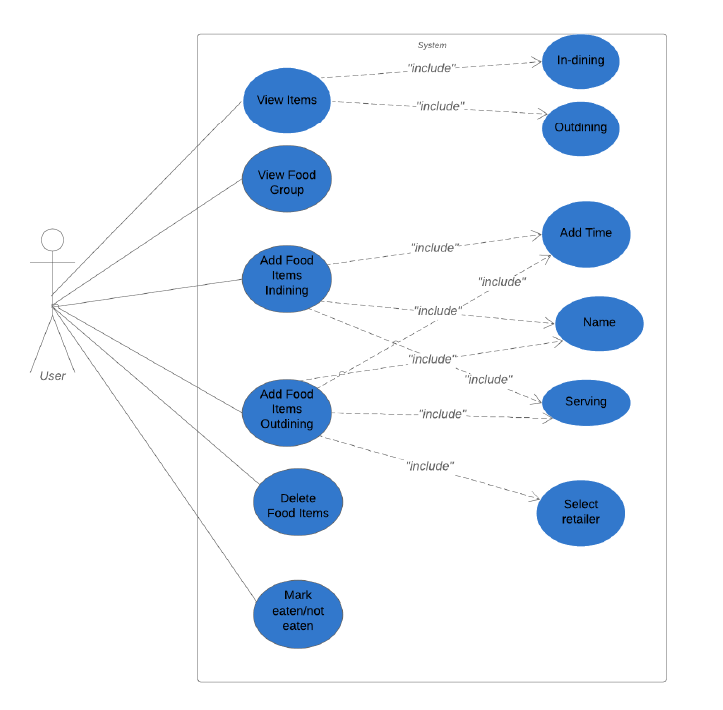 System
"include"
In-dining
View Items
"include"
Outdining
View Food
Group
User
Add Food
Items
Indining
"include"
Add Time
"include"
"include"
Name
"include"
"include"
Serving
Add Food
Items
Outdining
"include"
"include"
Select
retailer
Delete
Food Items
Mark
eaten/not
eaten